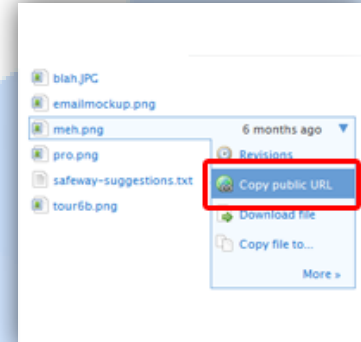 blah.JPG
emailmockup.png
meh.png 6 months ago
pro.png Revisions
safeway-suggestions.txt Copy public URL
tour6b.png Download file
Copy file to...
More »